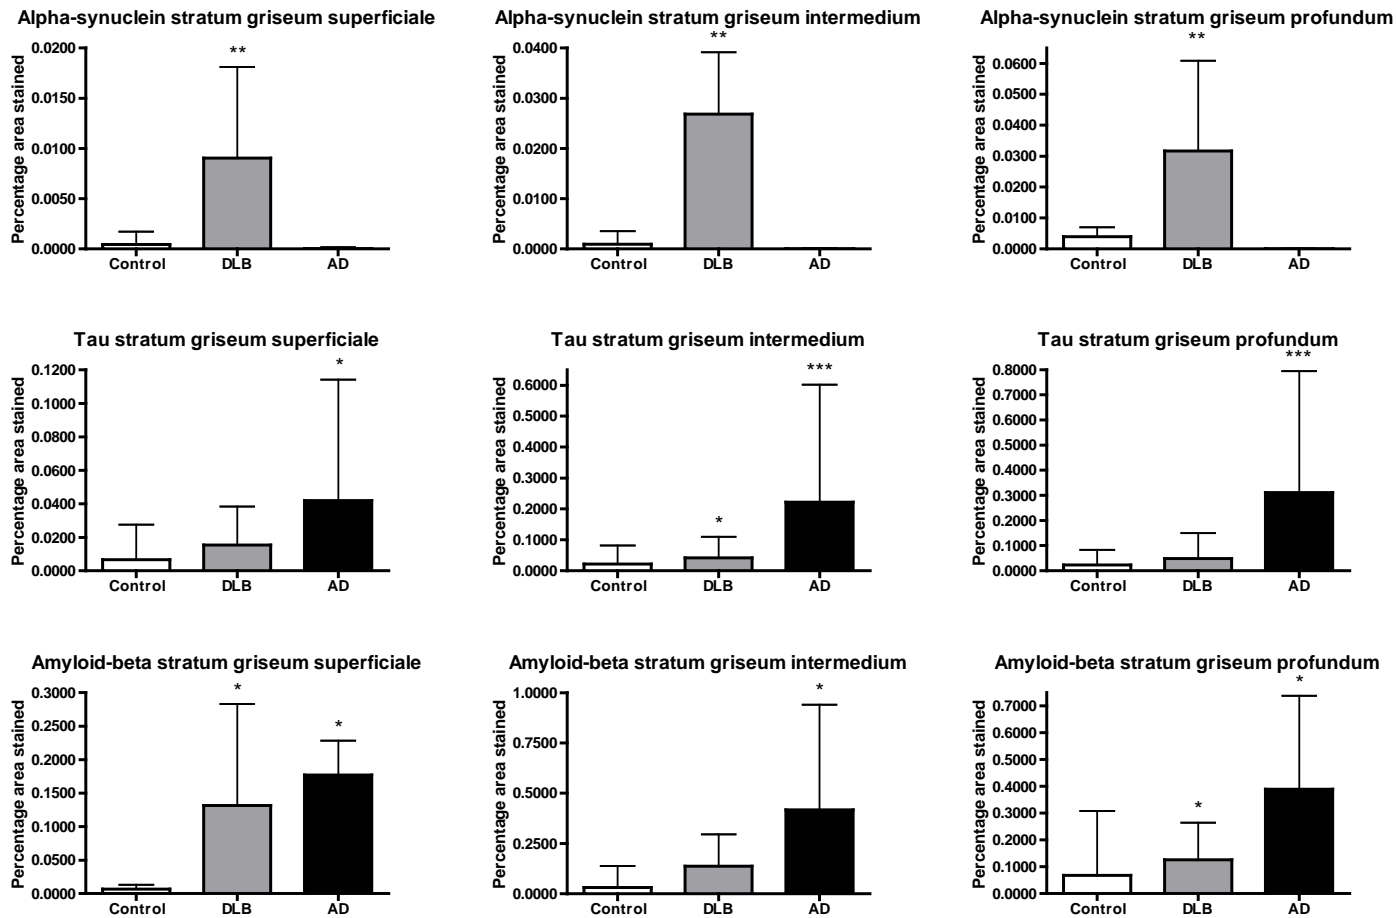 Alpha-synuclein stratum griseum superficiale
Percentage area stained
0.0200
0.0150
0.0100
0.0050
0.0000
**
Control DLB AD
Alpha-synuclein stratum griseum intermedium
Percentage area stained
0.0400
0.0300
0.0200
0.0100
0.0000
**
Control DLB AD
Alpha-synuclein stratum griseum profundum
Percentage area stained
0.0600
0.0500
0.0400
0.0300
0.0200
0.0100
0.0000
**
Control DLB AD
Tau stratum griseum superficiale
Percentage area stained
0.1200
0.1000
0.0800
0.0600
0.0400
0.0200
0.0000
*
Control DLB AD
Tau stratum griseum intermedium
Percentage area stained
0.6000
0.5000
0.4000
0.3000
0.2000
0.1000
0.0000
*
***
Control DLB AD
Tau stratum griseum profundum
Percentage area stained
0.8000
0.7000
0.6000
0.5000
0.4000
0.3000
0.2000
0.1000
0.0000
***
Control DLB AD
Amyloid-beta stratum griseum superficiale
Percentage area stained
0.3000
0.2500
0.2000
0.1500
0.1000
0.0500
0.0000
*
*
Control DLB AD
Amyloid-beta stratum griseum intermedium
Percentage area stained
1.0000
0.7500
0.5000
0.2500
0.0000
*
Control DLB AD
Amyloid-beta stratum griseum profundum
Percentage area stained
0.7000
0.6000
0.5000
0.4000
0.3000
0.2000
0.1000
0.0000
*
*
Control DLB AD